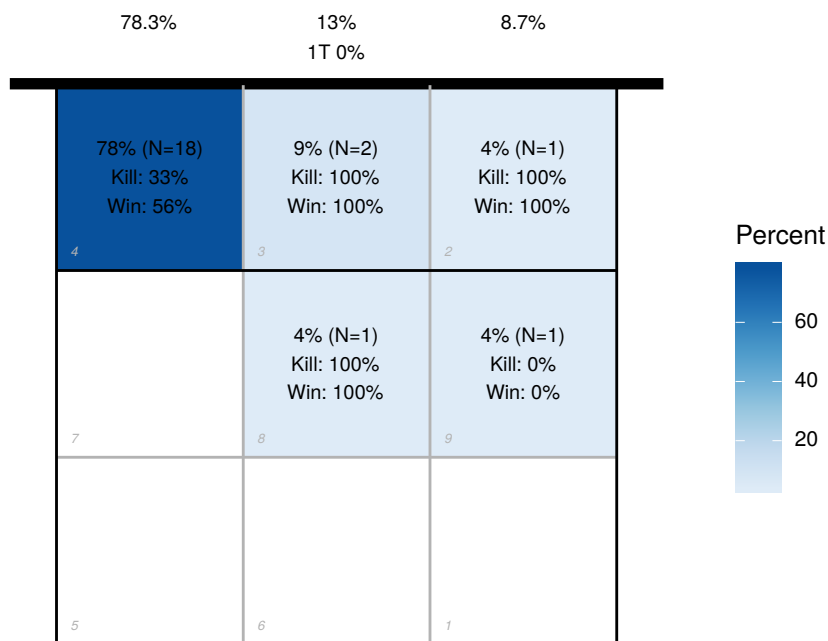 78.3% 13% 8.7%
1T 0%
78% (N=18) 9% (N=2) 4% (N=1)
Kill: 33% Kill: 100% Kill: 100%
Win: 56% Win: 100% Win: 100%
4 3 2
Percent
60
40
20
4% (N=1) 4% (N=1)
Kill: 100% Kill: 0%
Win: 100% Win: 0%
7 8 9
5 6 1